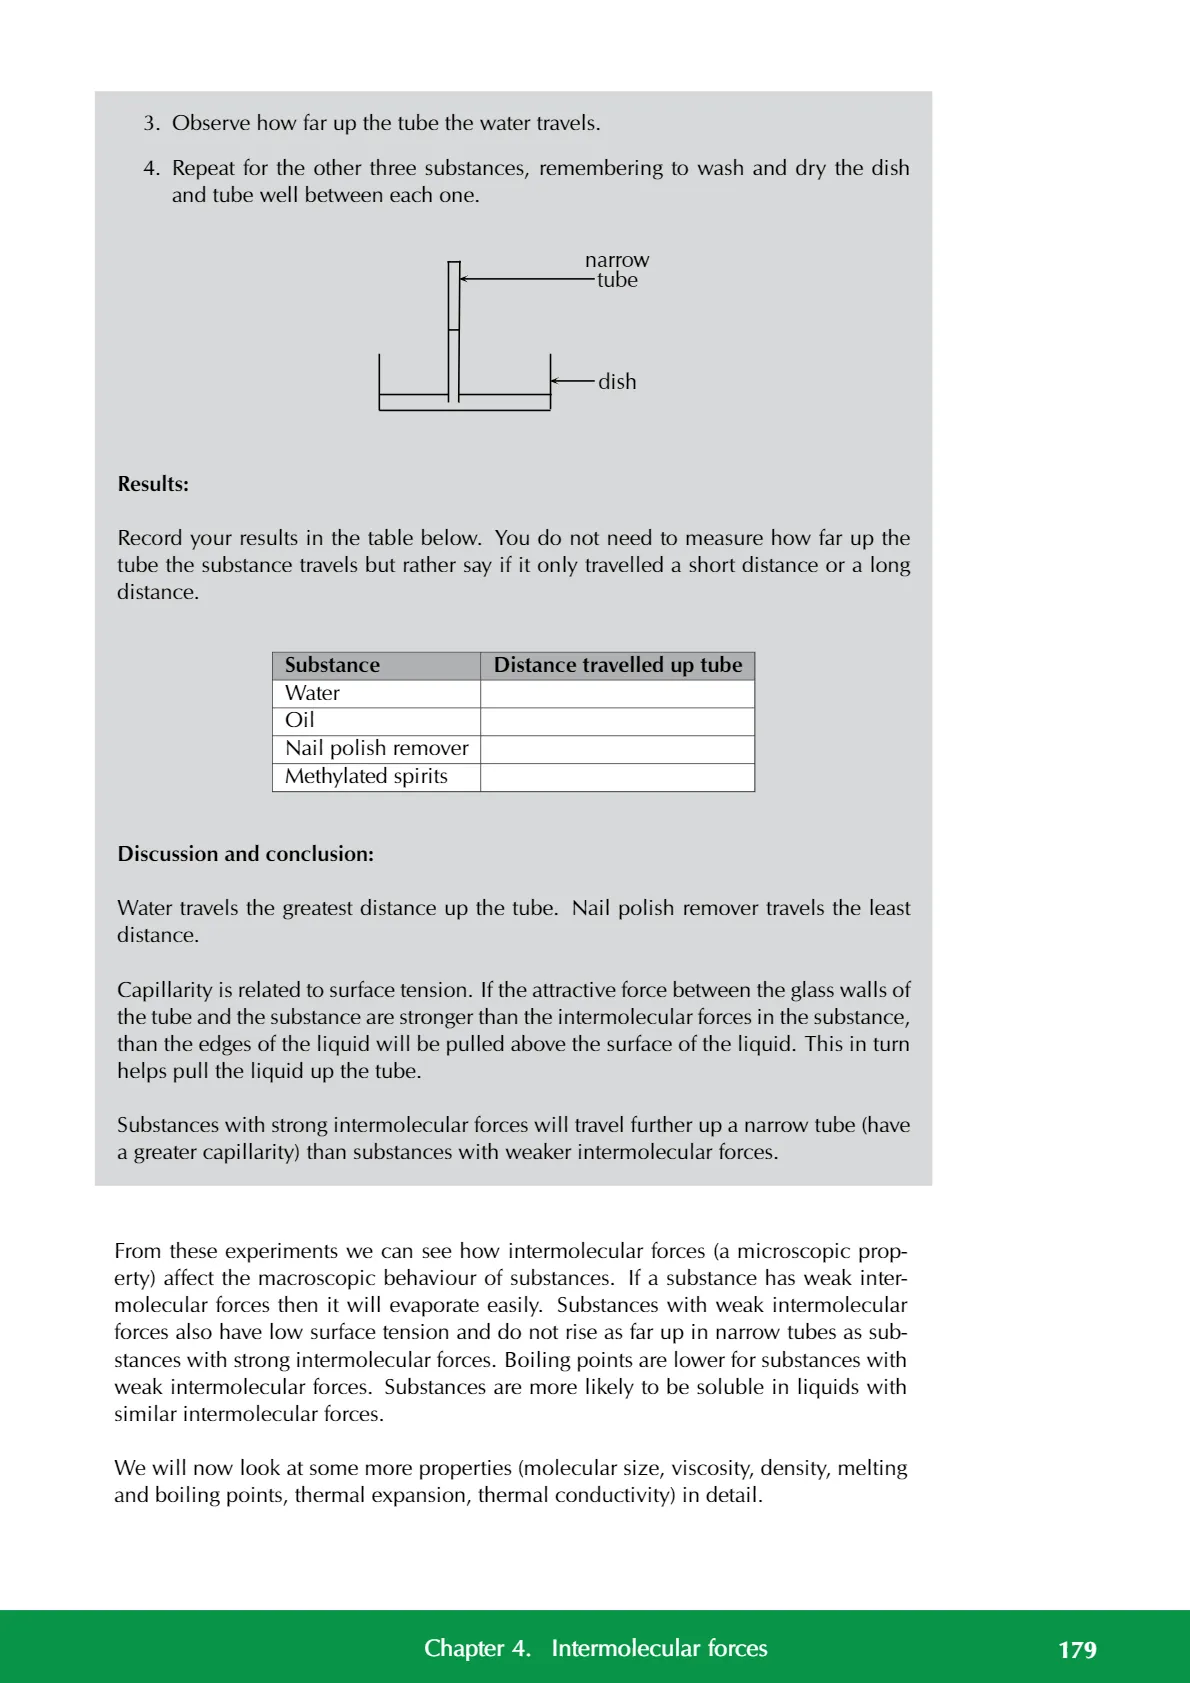 3. Observe how far up the tube the water travels.
4. Repeat for the other three substances, remembering to wash and dry the dish
and tube well between each one.
narrow
tube
dish
Results:
Record your results in the table below. You do not need to measure how far up the
tube the substance travels but rather say if it only travelled a short distance or a long
distance.
Substance Distance travelled up tube
Water
Oil
Nail polish remover
Methylated spirits
Discussion and conclusion:
Water travels the greatest distance up the tube. Nail polish remover travels the least
distance.
Capillarity is related to surface tension. If the attractive force between the glass walls of
the tube and the substance are stronger than the intermolecular forces in the substance,
than the edges of the liquid will be pulled above the surface of the liquid. This in turn
helps pull the liquid up the tube.
Substances with strong intermolecular forces will travel further up a narrow tube (have
a greater capillarity) than substances with weaker intermolecular forces.
From these experiments we can see how intermolecular forces (a microscopic prop-
erty) affect the macroscopic behaviour of substances. If a substance has weak inter-
molecular forces then it will evaporate easily. Substances with weak intermolecular
forces also have low surface tension and do not rise as far up in narrow tubes as sub-
stances with strong intermolecular forces. Boiling points are lower for substances with
weak intermolecular forces. Substances are more likely to be soluble in liquids with
similar intermolecular forces.
We will now look at some more properties (molecular size, viscosity, density, melting
and boiling points, thermal expansion, thermal conductivity) in detail.
Chapter 4. Intermolecular forces 179